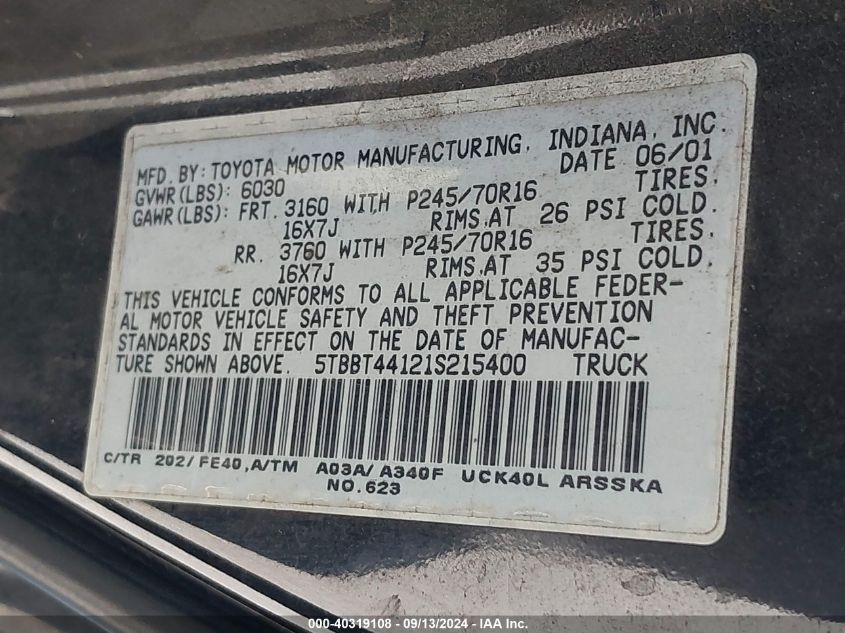 MFD. BY: TOYOTA MOTOR MANUFACTURING, INDIANA, INC.
GVWR(LBS): 6030 DATE 06/01
GAWR(LBS): FRT. 3160 WITH P245/70R16 TIRES,
16X7J RIMS,AT 26 PSI COLD.
RR. 3760 WITH P245/70R16 TIRES,
16X7J RIMS,AT 35 PSI COLD.
THIS VEHICLE CONFORMS TO ALL APPLICABLE FEDER-
AL MOTOR VEHICLE SAFETY AND THEFT PREVENTION
STANDARDS IN EFFECT ON THE DATE OF MANUFAC-
TURE SHOWN ABOVE. 5TBBT44121S215400 TRUCK
C/TR 202/FE40,A/TM A03A/A340F UCK40L ARSSKA
NO.623
000-40319108 - 09/13/2024 - IAA Inc.